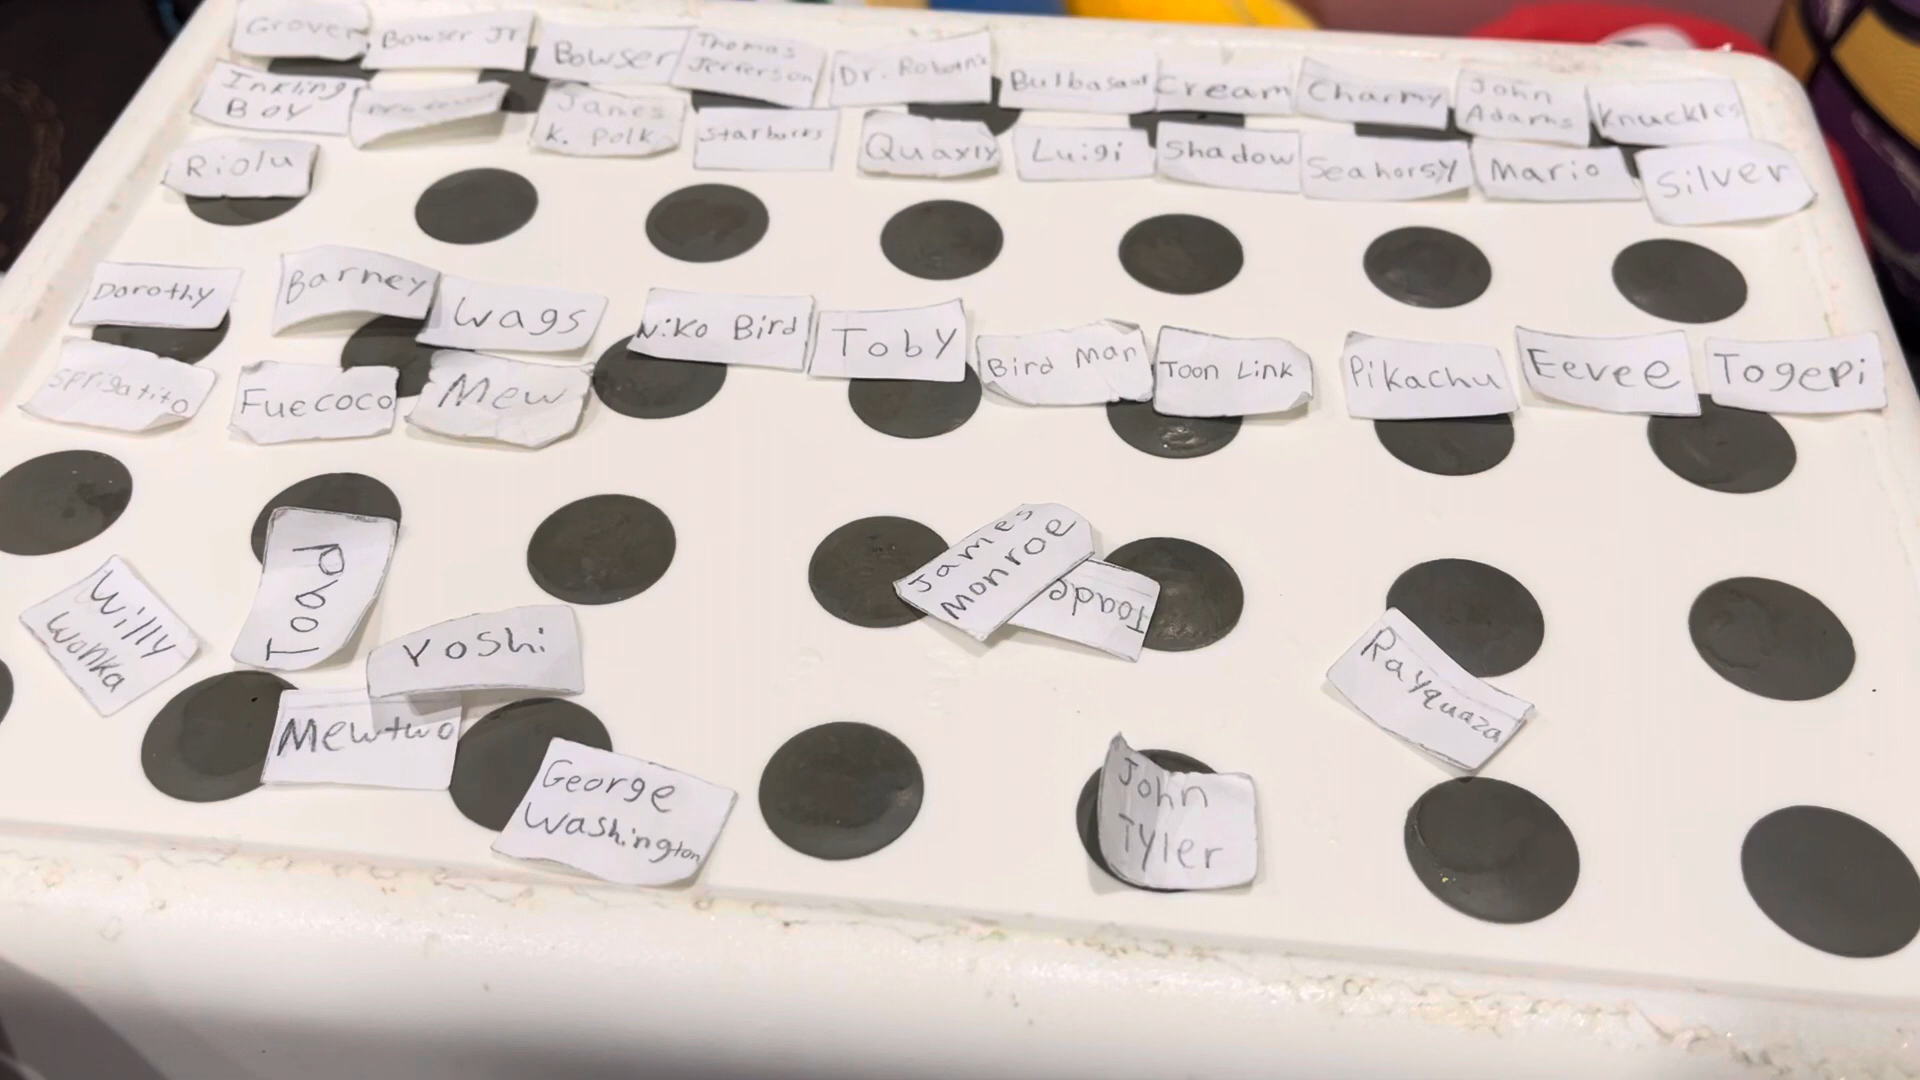 Grover
Bowser Jr.
Bowser
Thomas
Jefferson
Dr. Robotnik
Bulbasaur
Cream
Charmy
John
Adams
Knuckles
Inkling
Boy
James
K. Polk
Starbucks
Quaxly
Luigi
Shadow
Seahorsy
Mario
Silver
Riolu
Dorothy
Barney
Wags
Niko Bird
Toby
Bird Man
Toon Link
Pikachu
Eevee
Togepi
Sprigatito
Fuecoco
Mew
James
Monroe
Toad
Toade
Willy
Wonka
Yoshi
Rayquaza
Mewtwo
George
Washington
John
Tyler